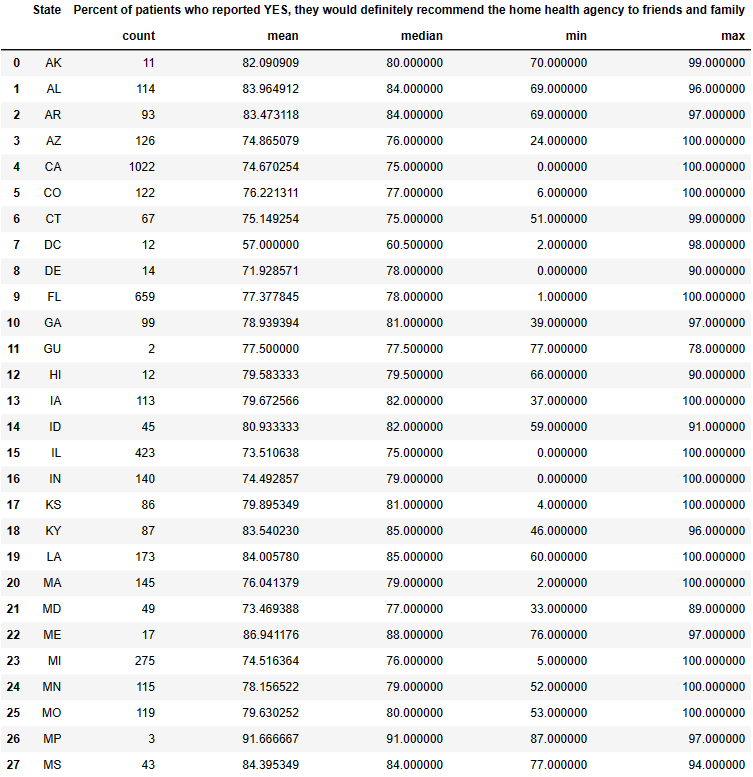 State Percent of patients who reported YES, they would definitely recommend the home health agency to friends and family
count mean median min max
0 AK 11 82.090909 80.000000 70.000000 99.000000
1 AL 114 83.964912 84.000000 69.000000 96.000000
2 AR 93 83.473118 84.000000 69.000000 97.000000
3 AZ 126 74.865079 76.000000 24.000000 100.000000
4 CA 1022 74.670254 75.000000 0.000000 100.000000
5 CO 122 76.221311 77.000000 6.000000 100.000000
6 CT 67 75.149254 75.000000 51.000000 99.000000
7 DC 12 57.000000 60.500000 2.000000 98.000000
8 DE 14 71.928571 78.000000 0.000000 90.000000
9 FL 659 77.377845 78.000000 1.000000 100.000000
10 GA 99 78.939394 81.000000 39.000000 97.000000
11 GU 2 77.500000 77.500000 77.000000 78.000000
12 HI 12 79.583333 79.500000 66.000000 90.000000
13 IA 113 79.672566 82.000000 37.000000 100.000000
14 ID 45 80.933333 82.000000 59.000000 91.000000
15 IL 423 73.510638 75.000000 0.000000 100.000000
16 IN 140 74.492857 79.000000 0.000000 100.000000
17 KS 86 79.895349 81.000000 4.000000 100.000000
18 KY 87 83.540230 85.000000 46.000000 96.000000
19 LA 173 84.005780 85.000000 60.000000 100.000000
20 MA 145 76.041379 79.000000 2.000000 100.000000
21 MD 49 73.469388 77.000000 33.000000 89.000000
22 ME 17 86.941176 88.000000 76.000000 97.000000
23 MI 275 74.516364 76.000000 5.000000 100.000000
24 MN 115 78.156522 79.000000 52.000000 100.000000
25 MO 119 79.630252 80.000000 53.000000 100.000000
26 MP 3 91.666667 91.000000 87.000000 97.000000
27 MS 43 84.395349 84.000000 77.000000 94.000000